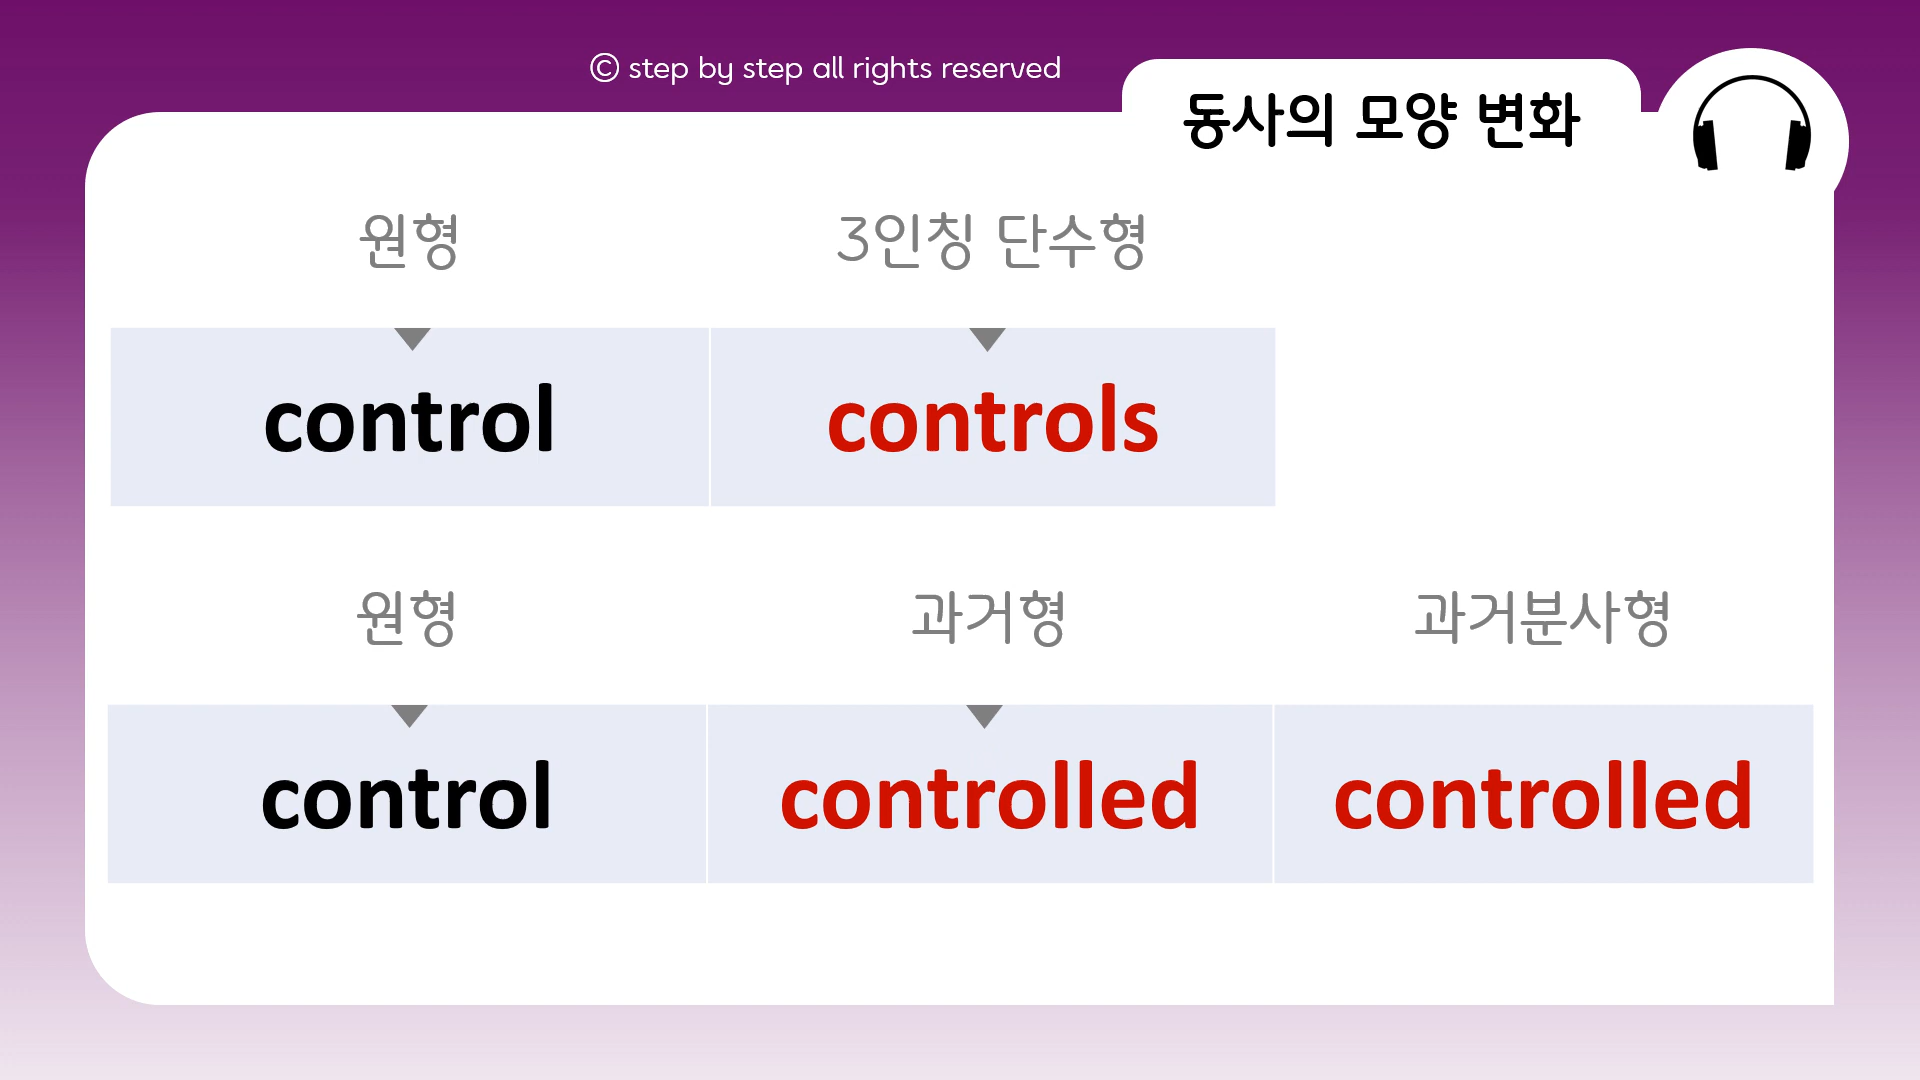 © step by step all rights reserved
동사의 모양 변화
원형 3인칭 단수형
control controls
원형 과거형 과거분사형
control controlled controlled